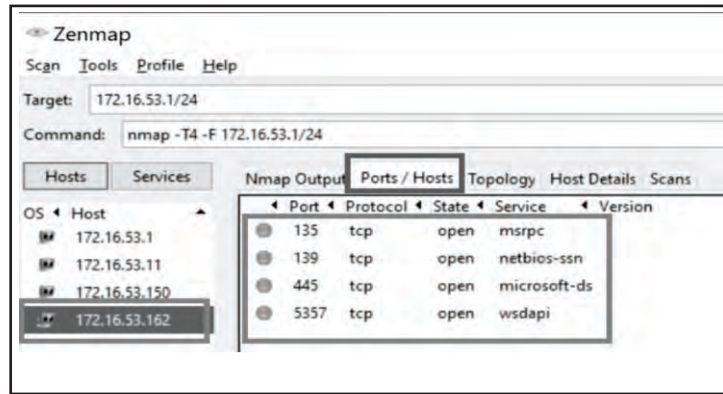 Zenmap
Scan Tools Profile Help
Target: 172.16.53.1/24
Command: nmap -T4 -F 172.16.53.1/24
Hosts Services
Nmap Output Ports / Hosts Topology Host Details Scans
OS Host
172.16.53.1
172.16.53.11
172.16.53.150
172.16.53.162
Port Protocol State Service Version
135 tcp open msrpc
139 tcp open netbios-ssn
445 tcp open microsoft-ds
5357 tcp open wsdapi